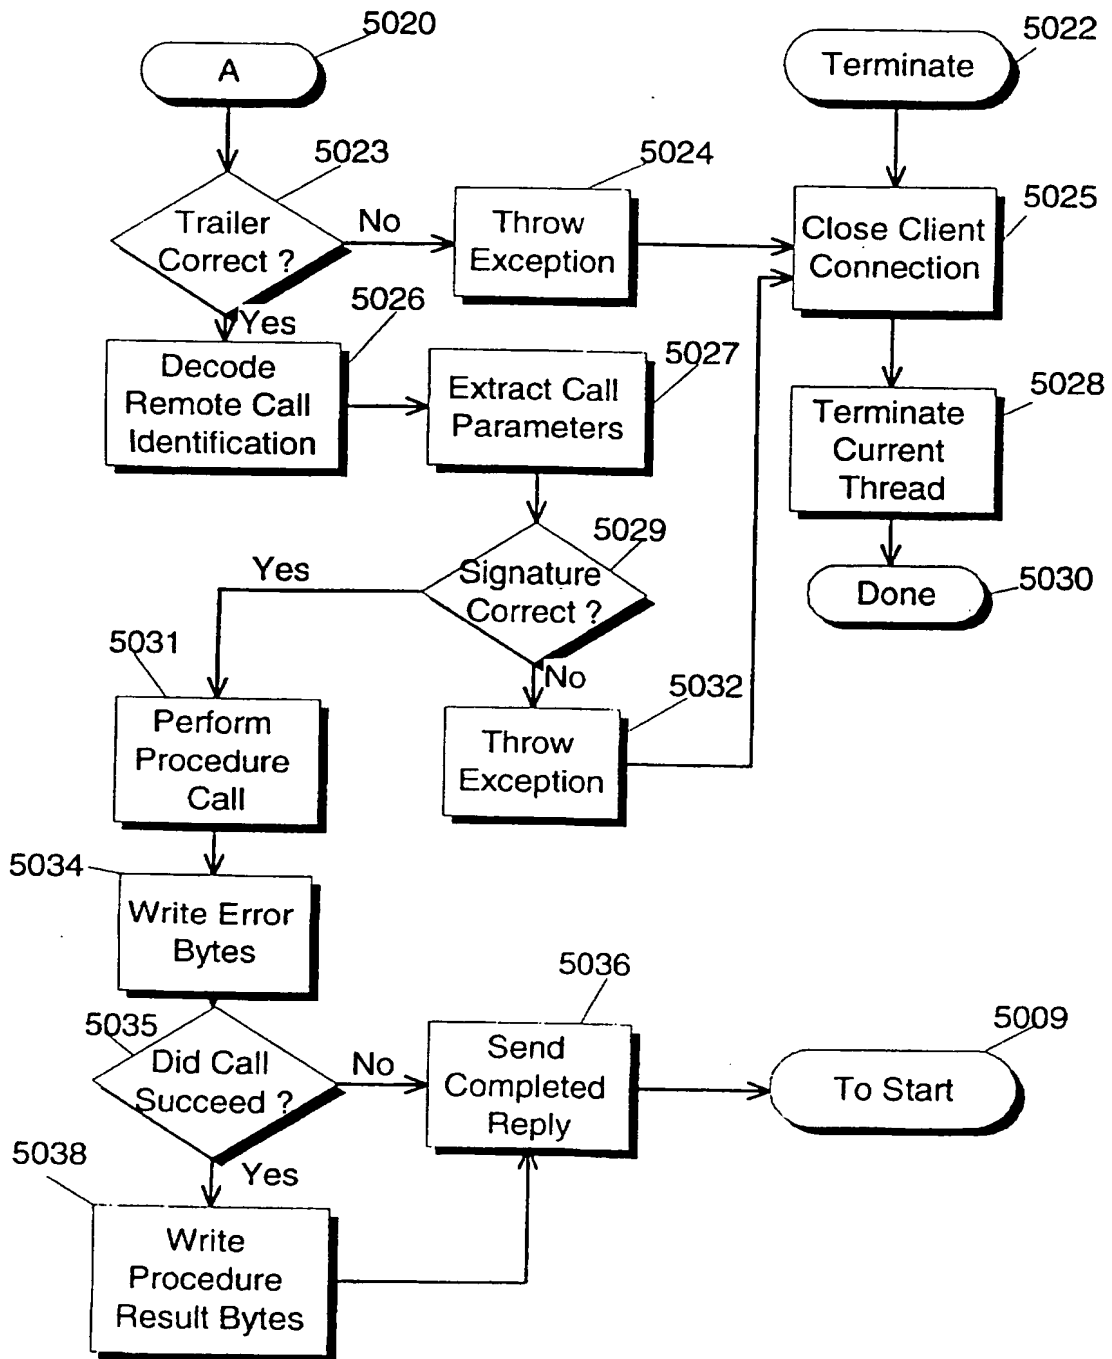 5020
A
5022
Terminate
5023
Trailer
Correct ?
No
Yes
5024
Throw
Exception
5025
Close Client
Connection
5026
Decode
Remote Call
Identification
5027
Extract Call
Parameters
5028
Terminate
Current
Thread
5029
Signature
Correct ?
Yes
No
5030
Done
5031
Perform
Procedure
Call
5032
Throw
Exception
5034
Write Error
Bytes
5035
Did Call
Succeed ?
No
Yes
5036
Send
Completed
Reply
5009
To Start
5038
Write
Procedure
Result Bytes